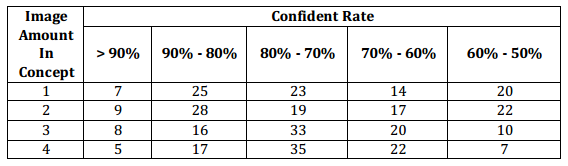 Image Amount In Concept Confident Rate
> 90% 90% - 80% 80% - 70% 70% - 60% 60% - 50%
1 7 25 23 14 20
2 9 28 19 17 22
3 8 16 33 20 10
4 5 17 35 22 7